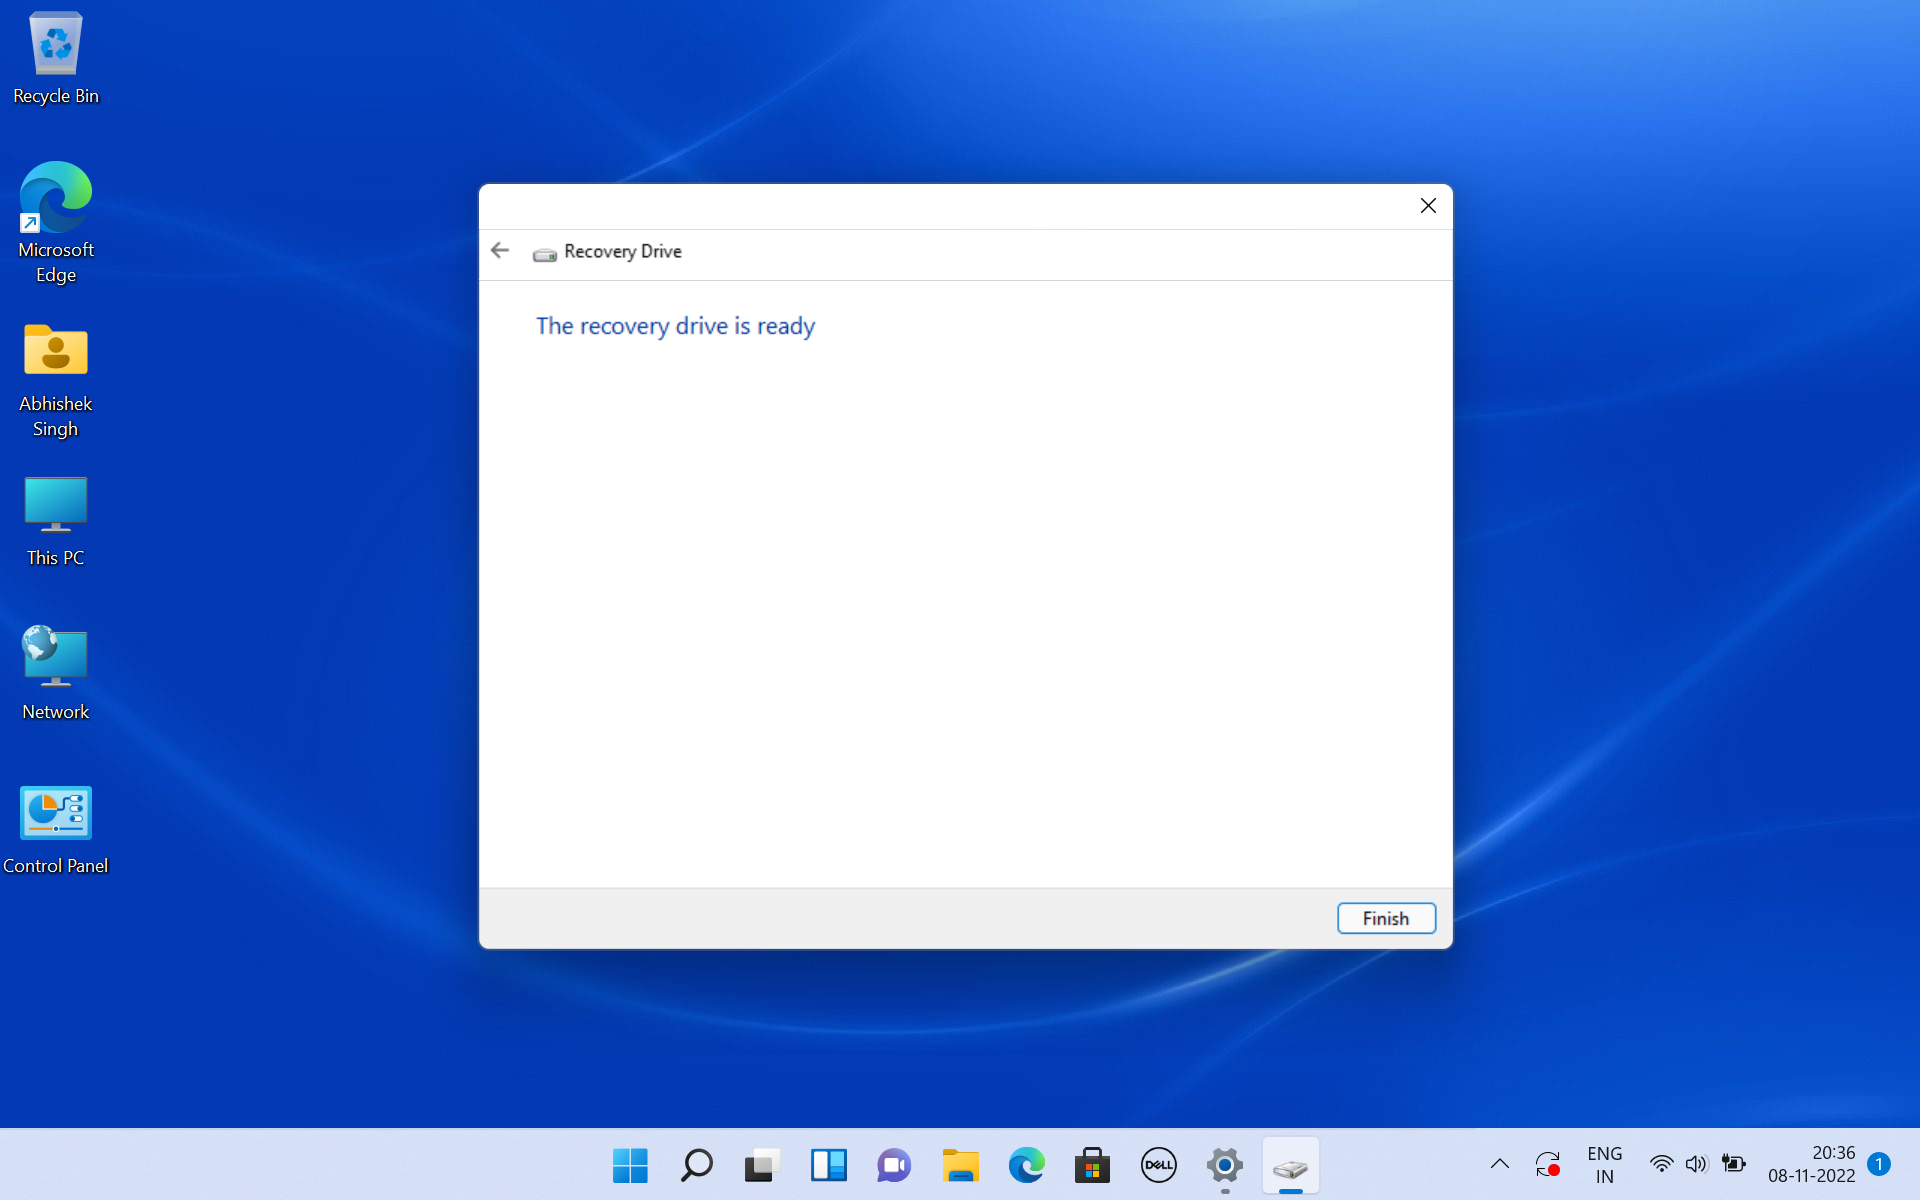 Recycle Bin
Microsoft
Edge
Abhishek
Singh
This PC
Network
Control Panel
Recovery Drive
The recovery drive is ready
Finish
DELL
ENG
IN
20:36
08-11-2022
1